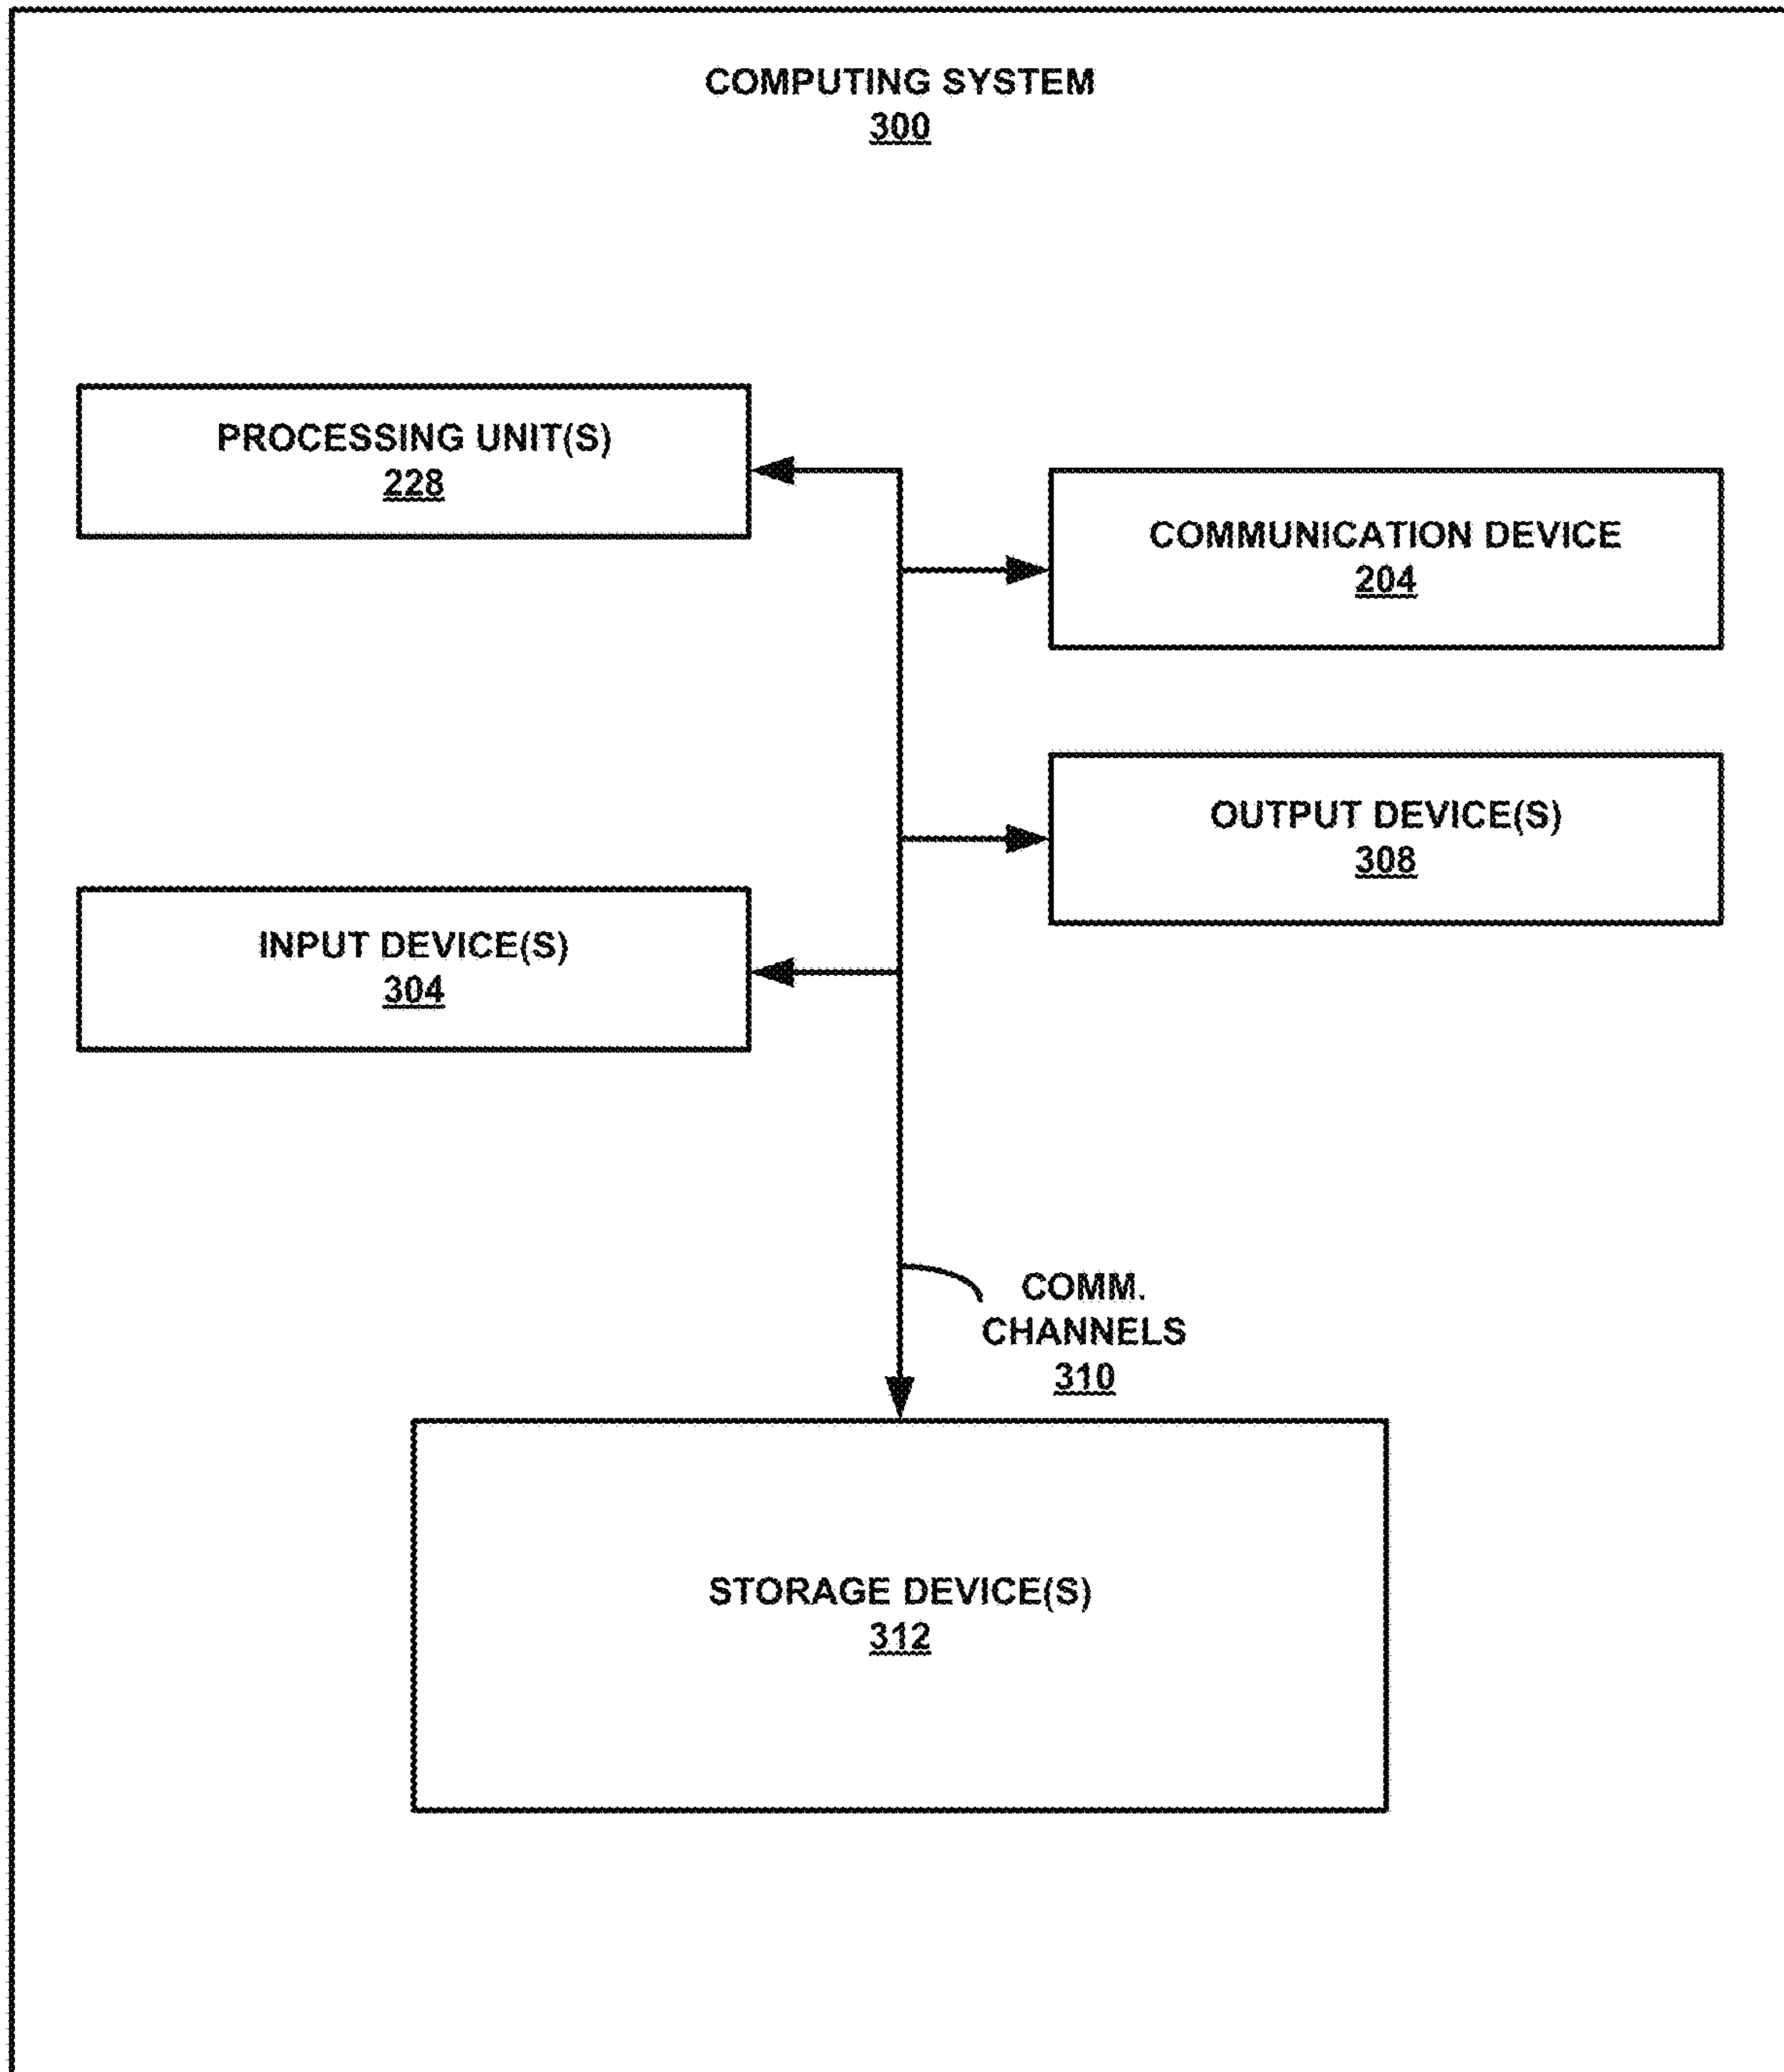 COMPUTING SYSTEM
300
PROCESSING UNIT(S)
228
COMMUNICATION DEVICE
204
OUTPUT DEVICE(S)
308
INPUT DEVICE(S)
304
COMM.
CHANNELS
310
STORAGE DEVICE(S)
312